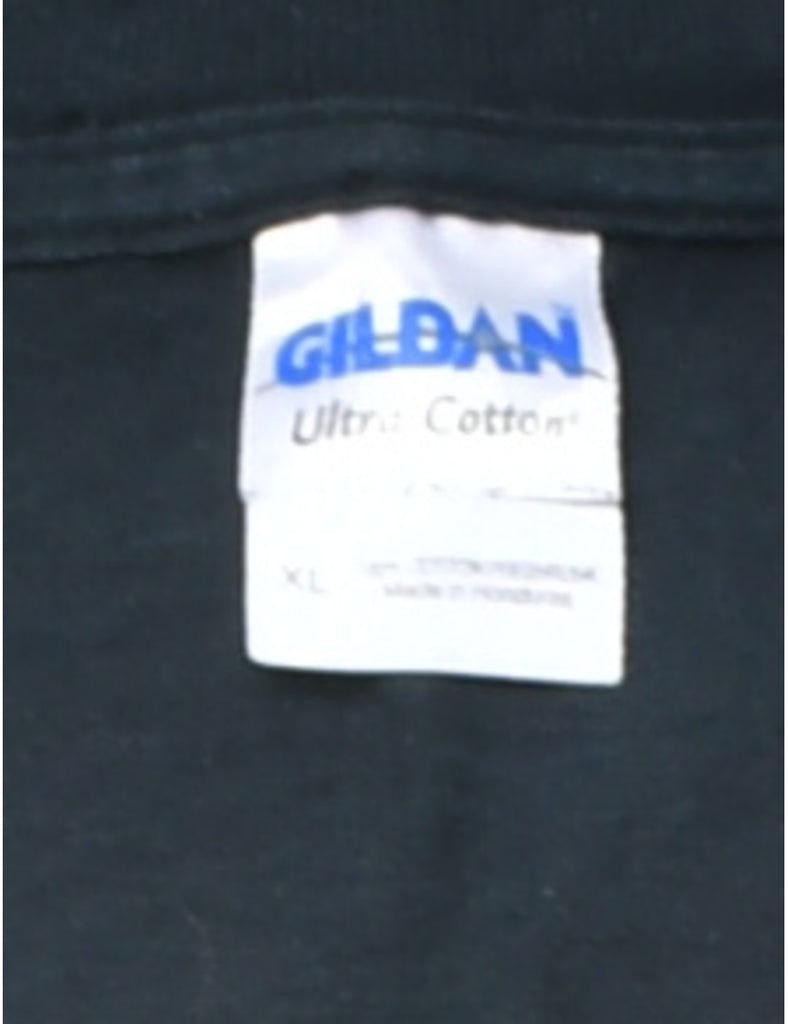 GILDAN
Ultra Cotton
XL
Made in Honduras